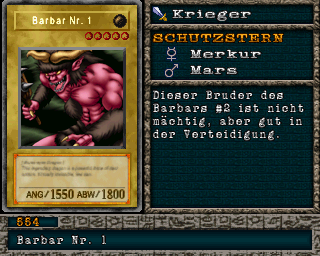 Barbar Nr. 1
ANG/1550 ABW/1800
Krieger
SCHUTZSTERN
Merkur
Mars
Dieser Bruder des
Barbars #2 ist nicht
mächtig, aber gut in
der Verteidigung.
554
Barbar Nr. 1